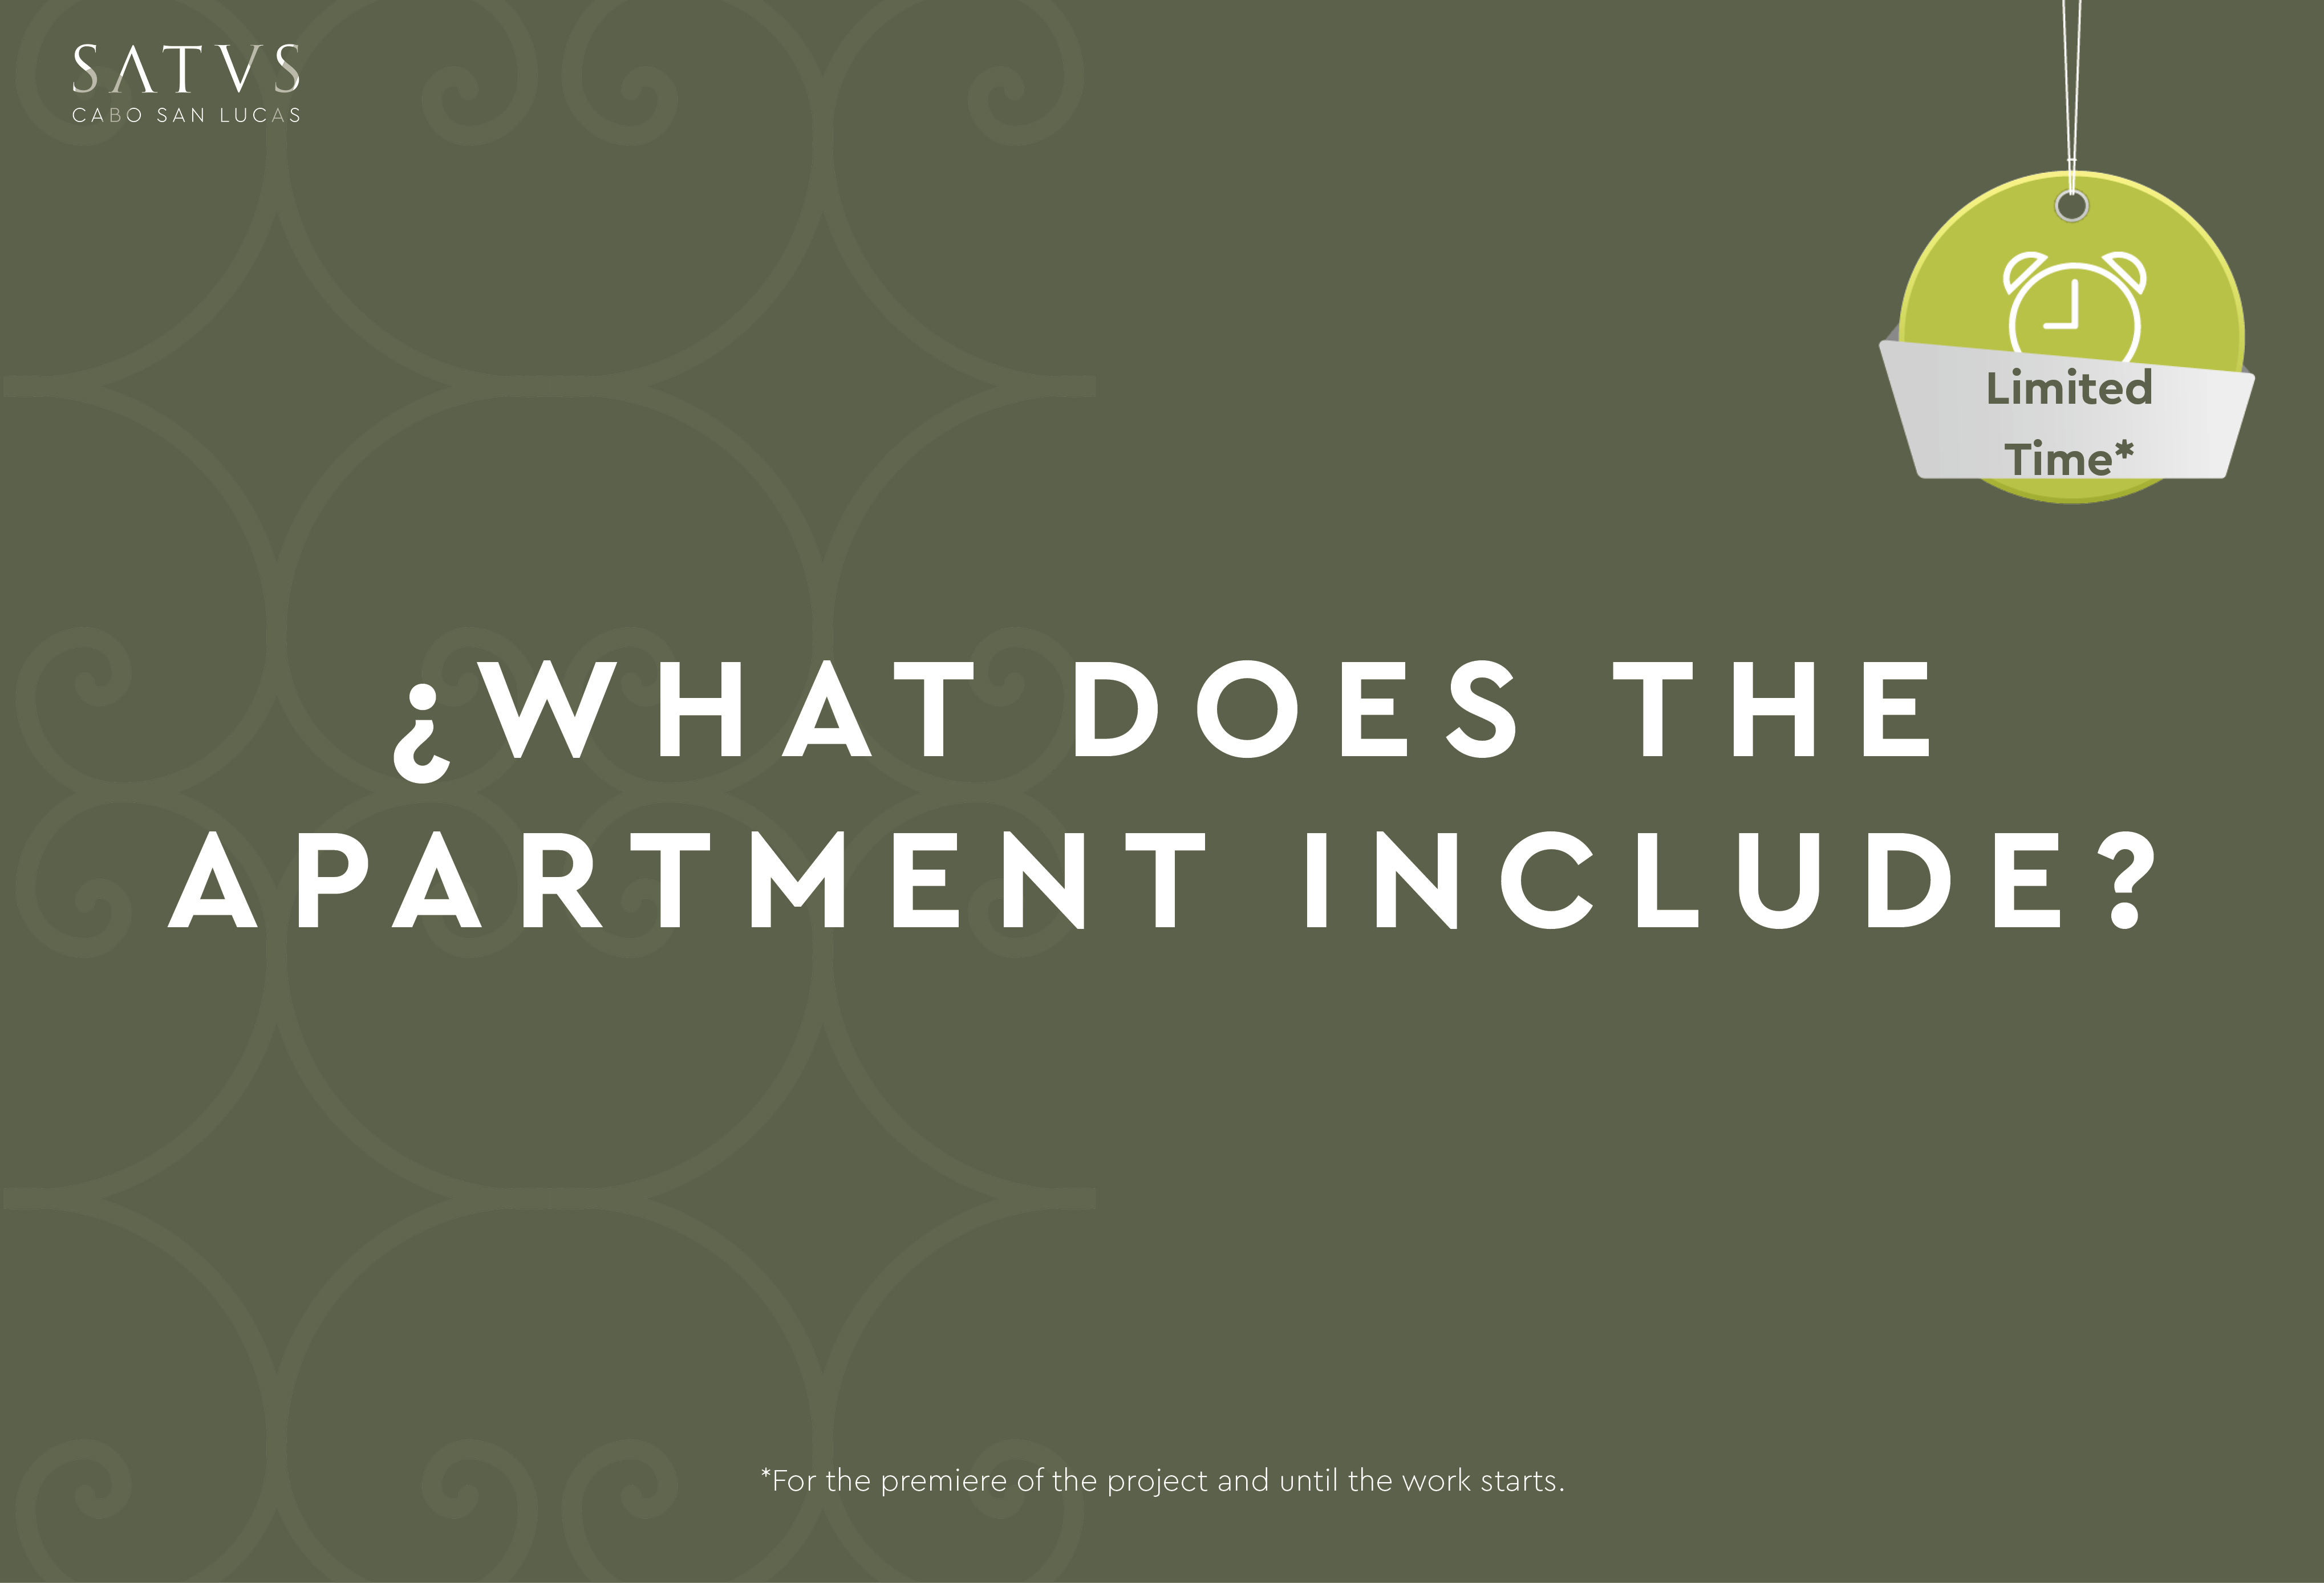 SATVS
CABO SAN LUCAS
Limited
Time*
¿WHAT DOES THE
APARTMENT INCLUDE?
*For the premiere of the project and until the work starts.